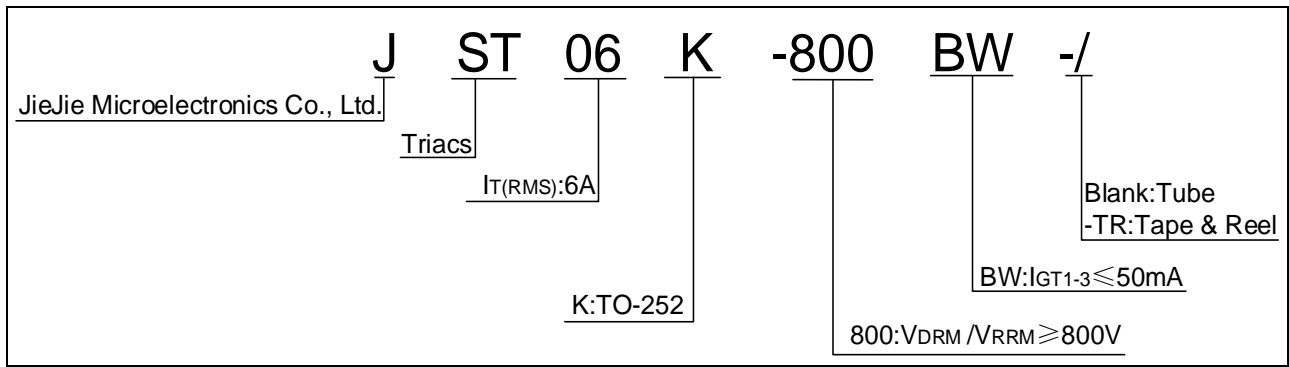 J ST 06 K -800 BW -/
JieJie Microelectronics Co., Ltd.
Triacs
IT(RMS):6A
Blank:Tube
-TR:Tape & Reel
BW:IGT1-3≤50mA
K:TO-252
800:VDRM /VRRM≥800V